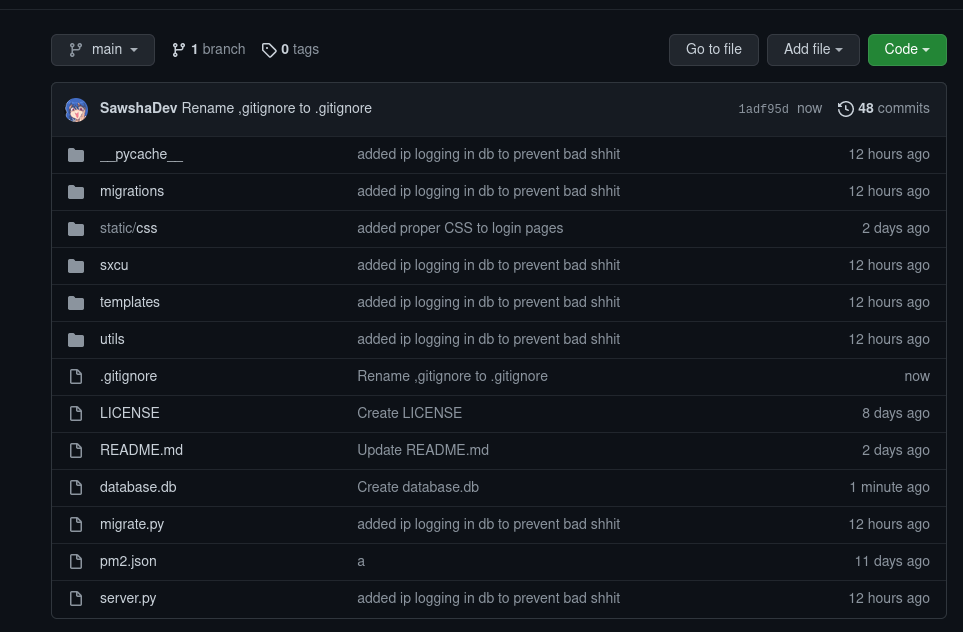 main 1 branch 0 tags Go to file Add file Code
SawshaDev Rename ,gitignore to .gitignore 1adf95d now 48 commits
__pycache__ added ip logging in db to prevent bad shhit 12 hours ago
migrations added ip logging in db to prevent bad shhit 12 hours ago
static/css added proper CSS to login pages 2 days ago
sxcu added ip logging in db to prevent bad shhit 12 hours ago
templates added ip logging in db to prevent bad shhit 12 hours ago
utils added ip logging in db to prevent bad shhit 12 hours ago
.gitignore Rename ,gitignore to .gitignore now
LICENSE Create LICENSE 8 days ago
README.md Update README.md 2 days ago
database.db Create database.db 1 minute ago
migrate.py added ip logging in db to prevent bad shhit 12 hours ago
pm2.json a 11 days ago
server.py added ip logging in db to prevent bad shhit 12 hours ago